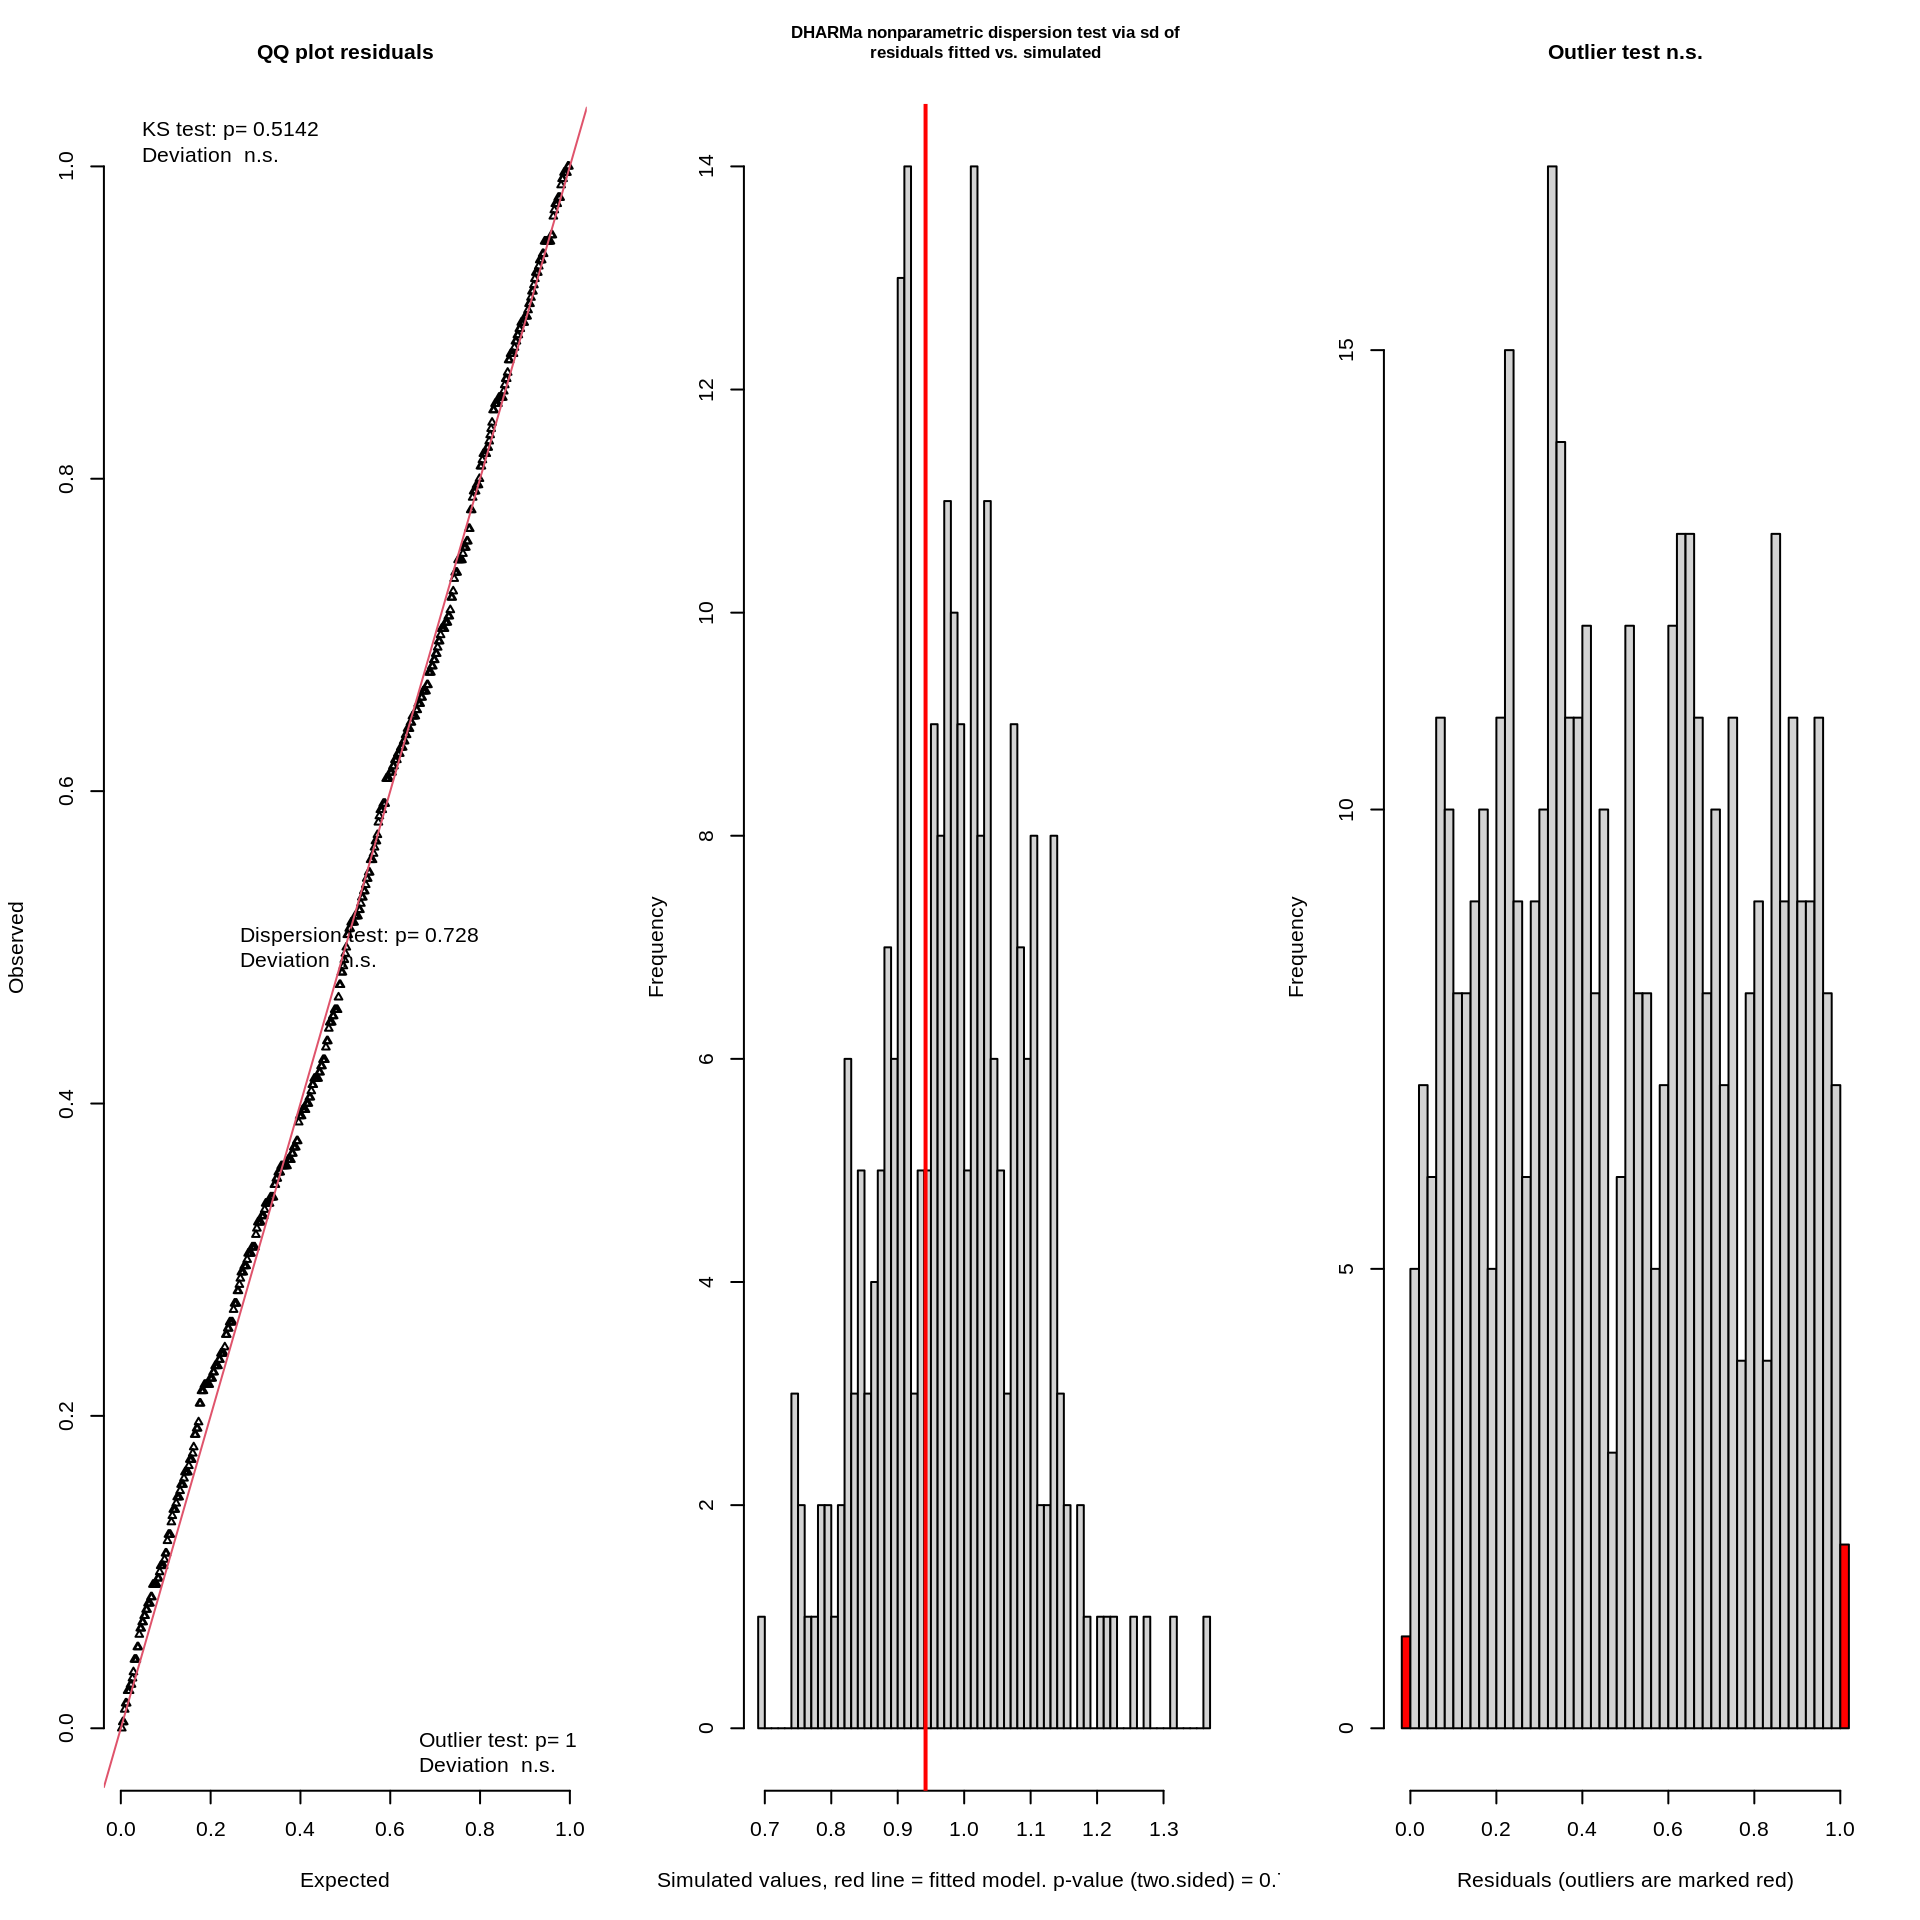 QQ plot residuals
KS test: p= 0.5142
Deviation  n.s.
Dispersion test: p= 0.728
Deviation  n.s.
Outlier test: p= 1
Deviation  n.s.
Observed
0.0
0.2
0.4
0.6
0.8
1.0
0.0 0.2 0.4 0.6 0.8 1.0
Expected
DHARMa nonparametric dispersion test via sd of
residuals fitted vs. simulated
Frequency
0
2
4
6
8
10
12
14
0.7 0.8 0.9 1.0 1.1 1.2 1.3
Simulated values, red line = fitted model. p-value (two.sided) = 0.
Outlier test n.s.
Frequency
0
5
10
15
0.0 0.2 0.4 0.6 0.8 1.0
Residuals (outliers are marked red)